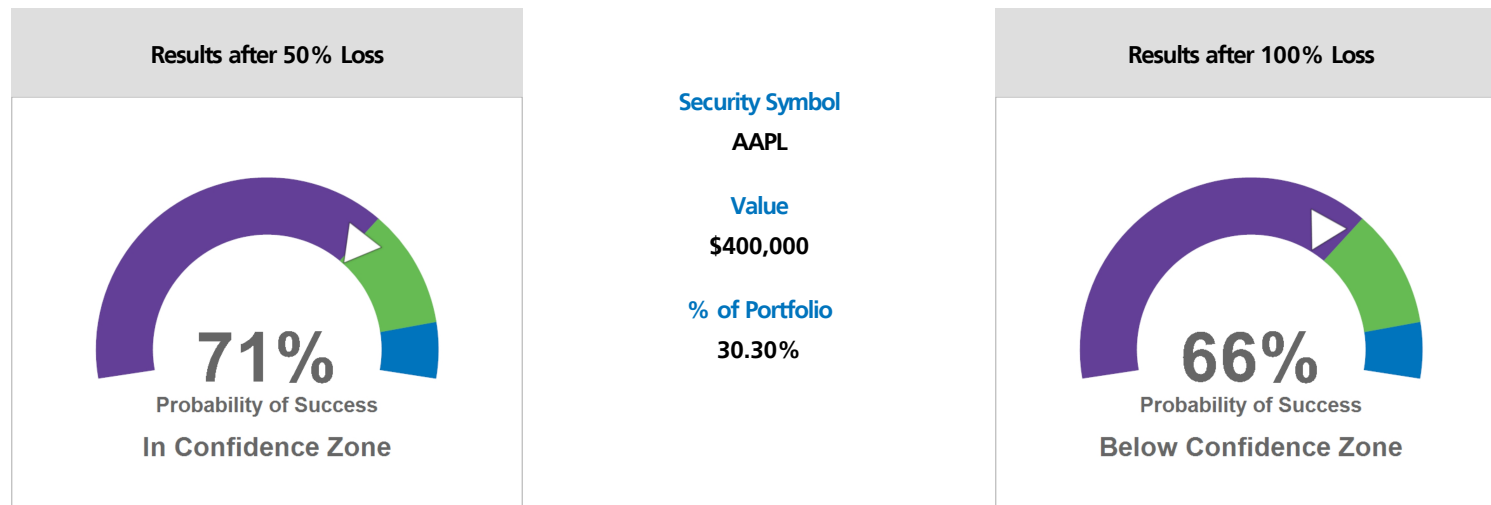 Results after 50% Loss
71%
Probability of Success
In Confidence Zone
Security Symbol
AAPL
Value
$400,000
% of Portfolio
30.30%
Results after 100% Loss
66%
Probability of Success
Below Confidence Zone